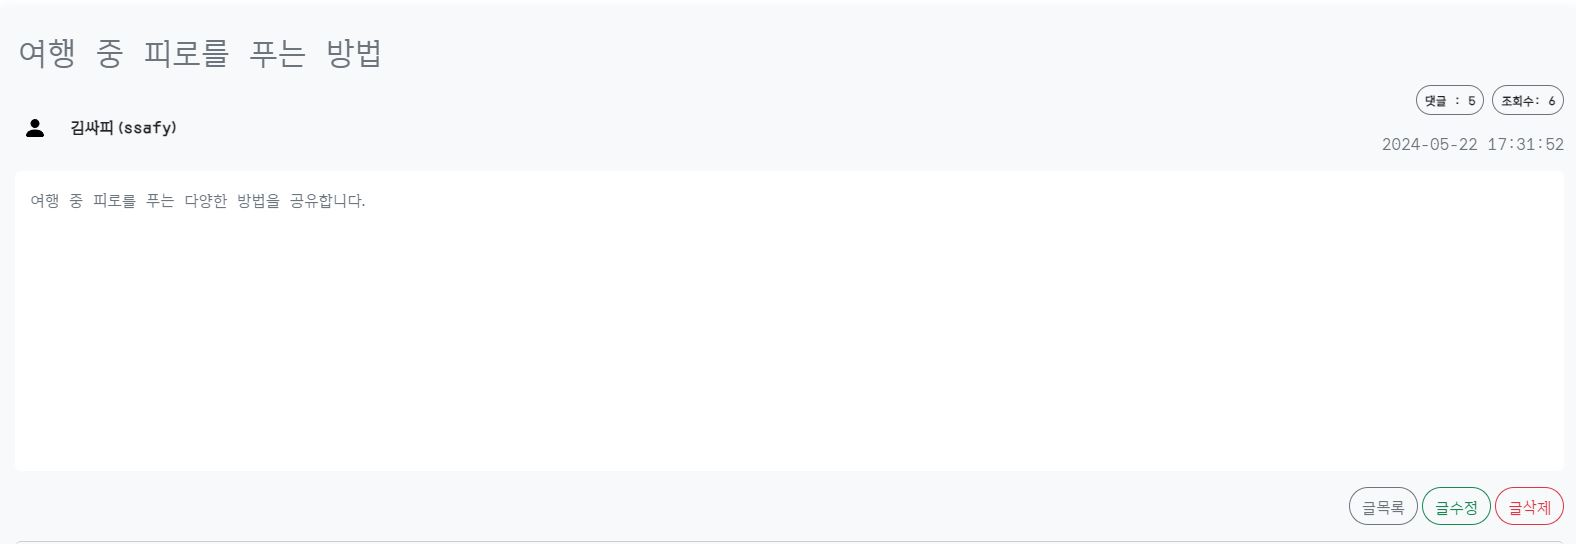 여행 중 피로를 푸는 방법
댓글 : 5 조회수: 6
김싸피 (ssafy)
2024-05-22 17:31:52
여행 중 피로를 푸는 다양한 방법을 공유합니다.
글목록 글수정 글삭제